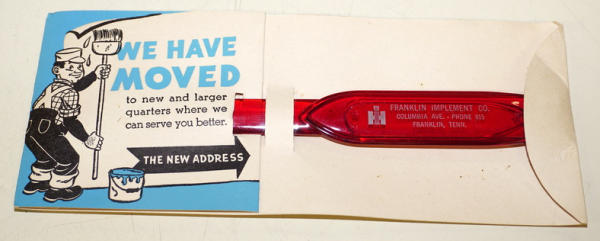 WE HAVE
MOVED
to new and larger
quarters where we
can serve you better.
THE NEW ADDRESS
FRANKLIN IMPLEMENT CO.
COLUMBIA AVE. - PHONE 915
FRANKLIN, TENN.